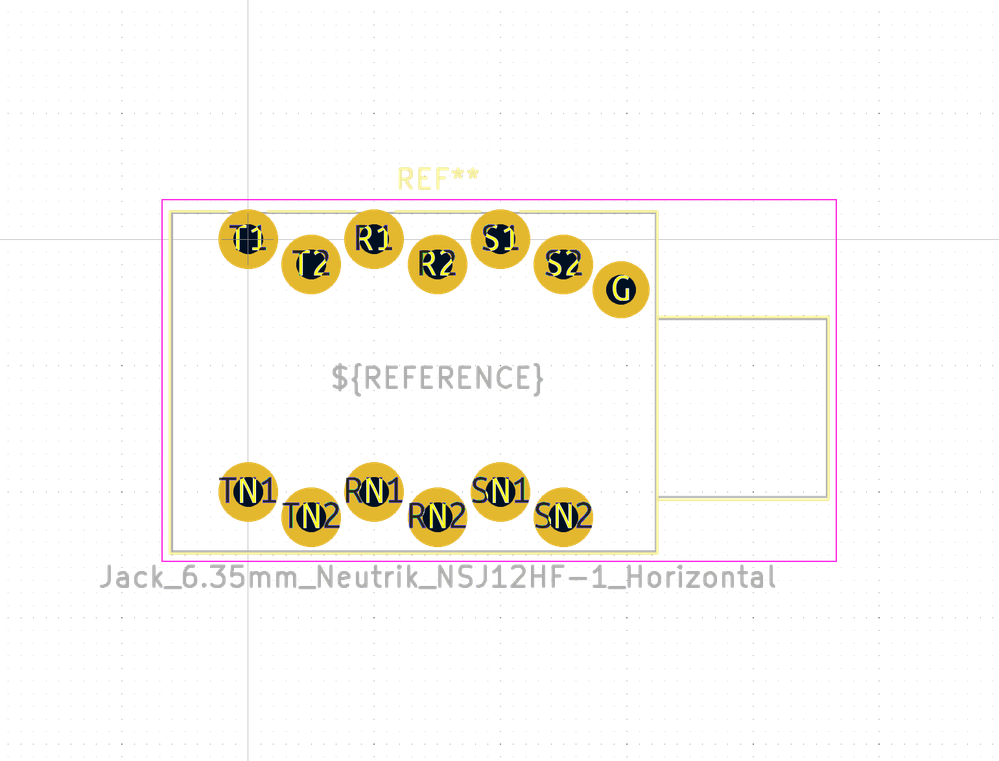 REF**
T1 R1 S1
T2 R2 S2
G
${REFERENCE}
TN1 RN1 SN1
TN2 RN2 SN2
Jack_6.35mm_Neutrik_NSJ12HF-1_Horizontal